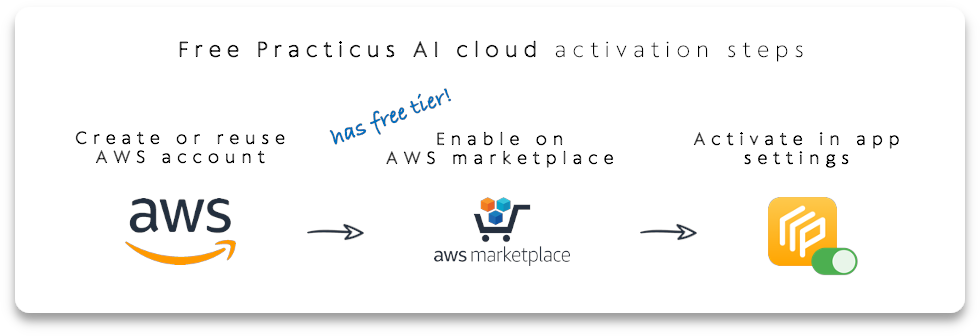 Free Practicus AI cloud activation steps
has free tier!
Create or reuse
AWS account
Enable on
AWS marketplace
Activate in app
settings
aws
aws marketplace